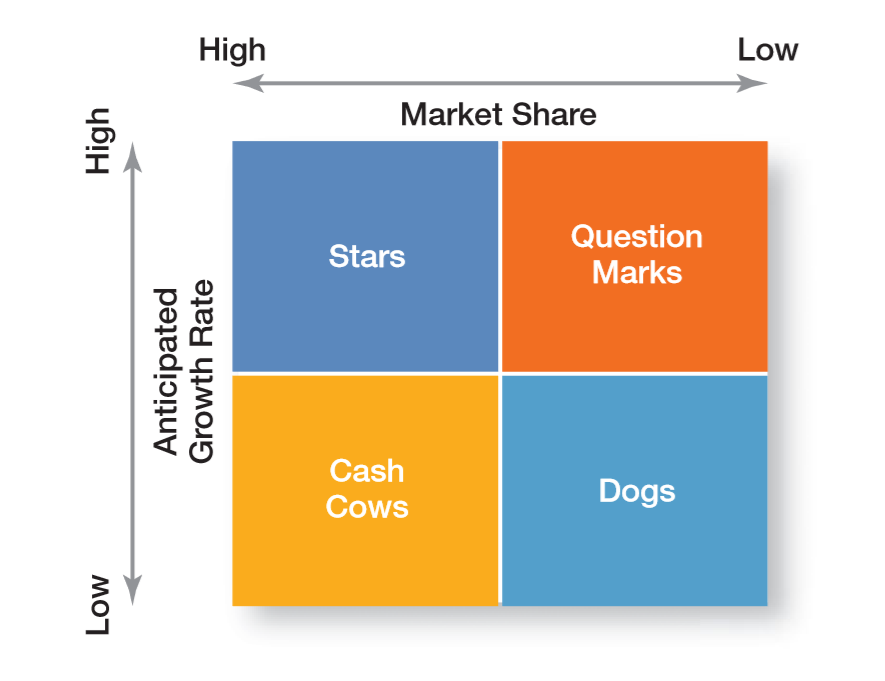 High
Low
Market Share
High
Anticipated
Growth Rate
Low
Stars
Question
Marks
Cash
Cows
Dogs